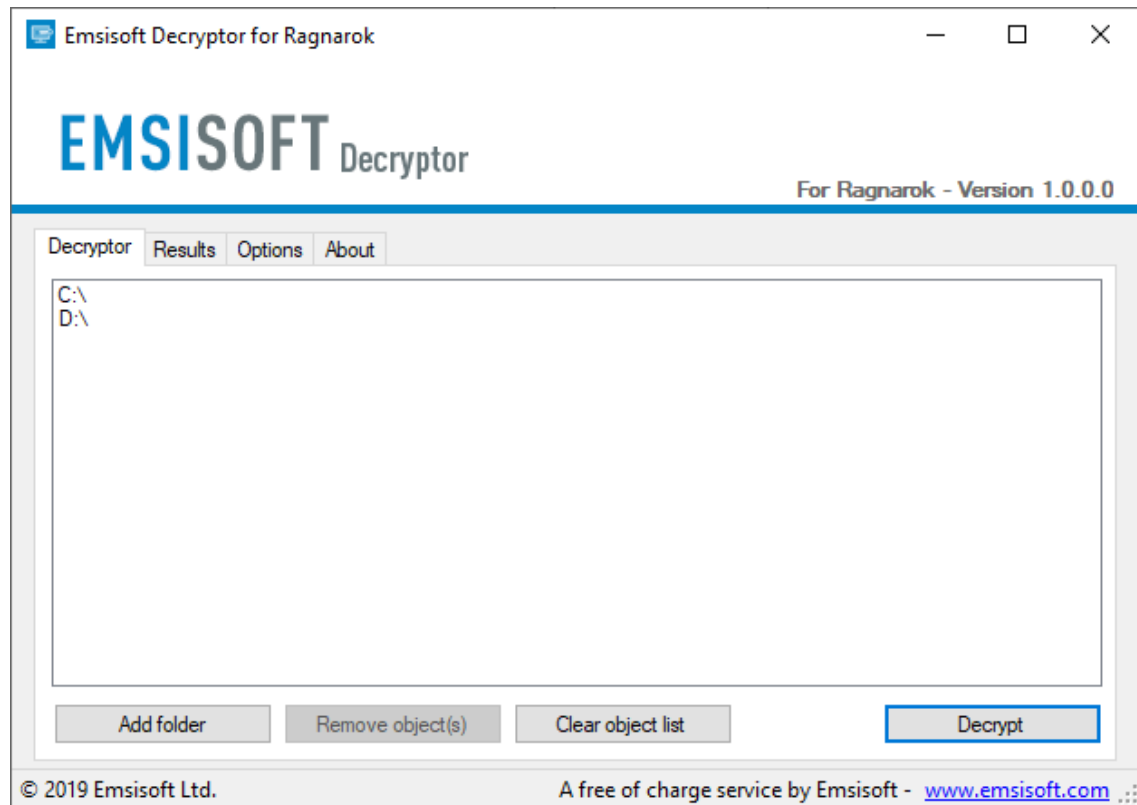 Emsisoft Decryptor for Ragnarok
EMSISOFT Decryptor
For Ragnarok - Version 1.0.0.0
Decryptor Results Options About
C:\
D:\
Add folder Remove object(s) Clear object list Decrypt
© 2019 Emsisoft Ltd. A free of charge service by Emsisoft - www.emsisoft.com